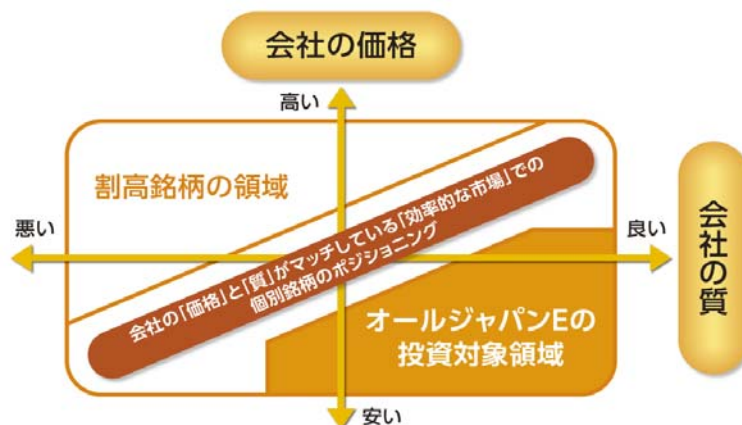 会社の価格
高い
割高銘柄の領域
会社の「価格」と「質」がマッチしている「効率的な市場」での
個別銘柄のポジショニング
悪い
良い
会社の質
オールジャパンEの
投資対象領域
安い